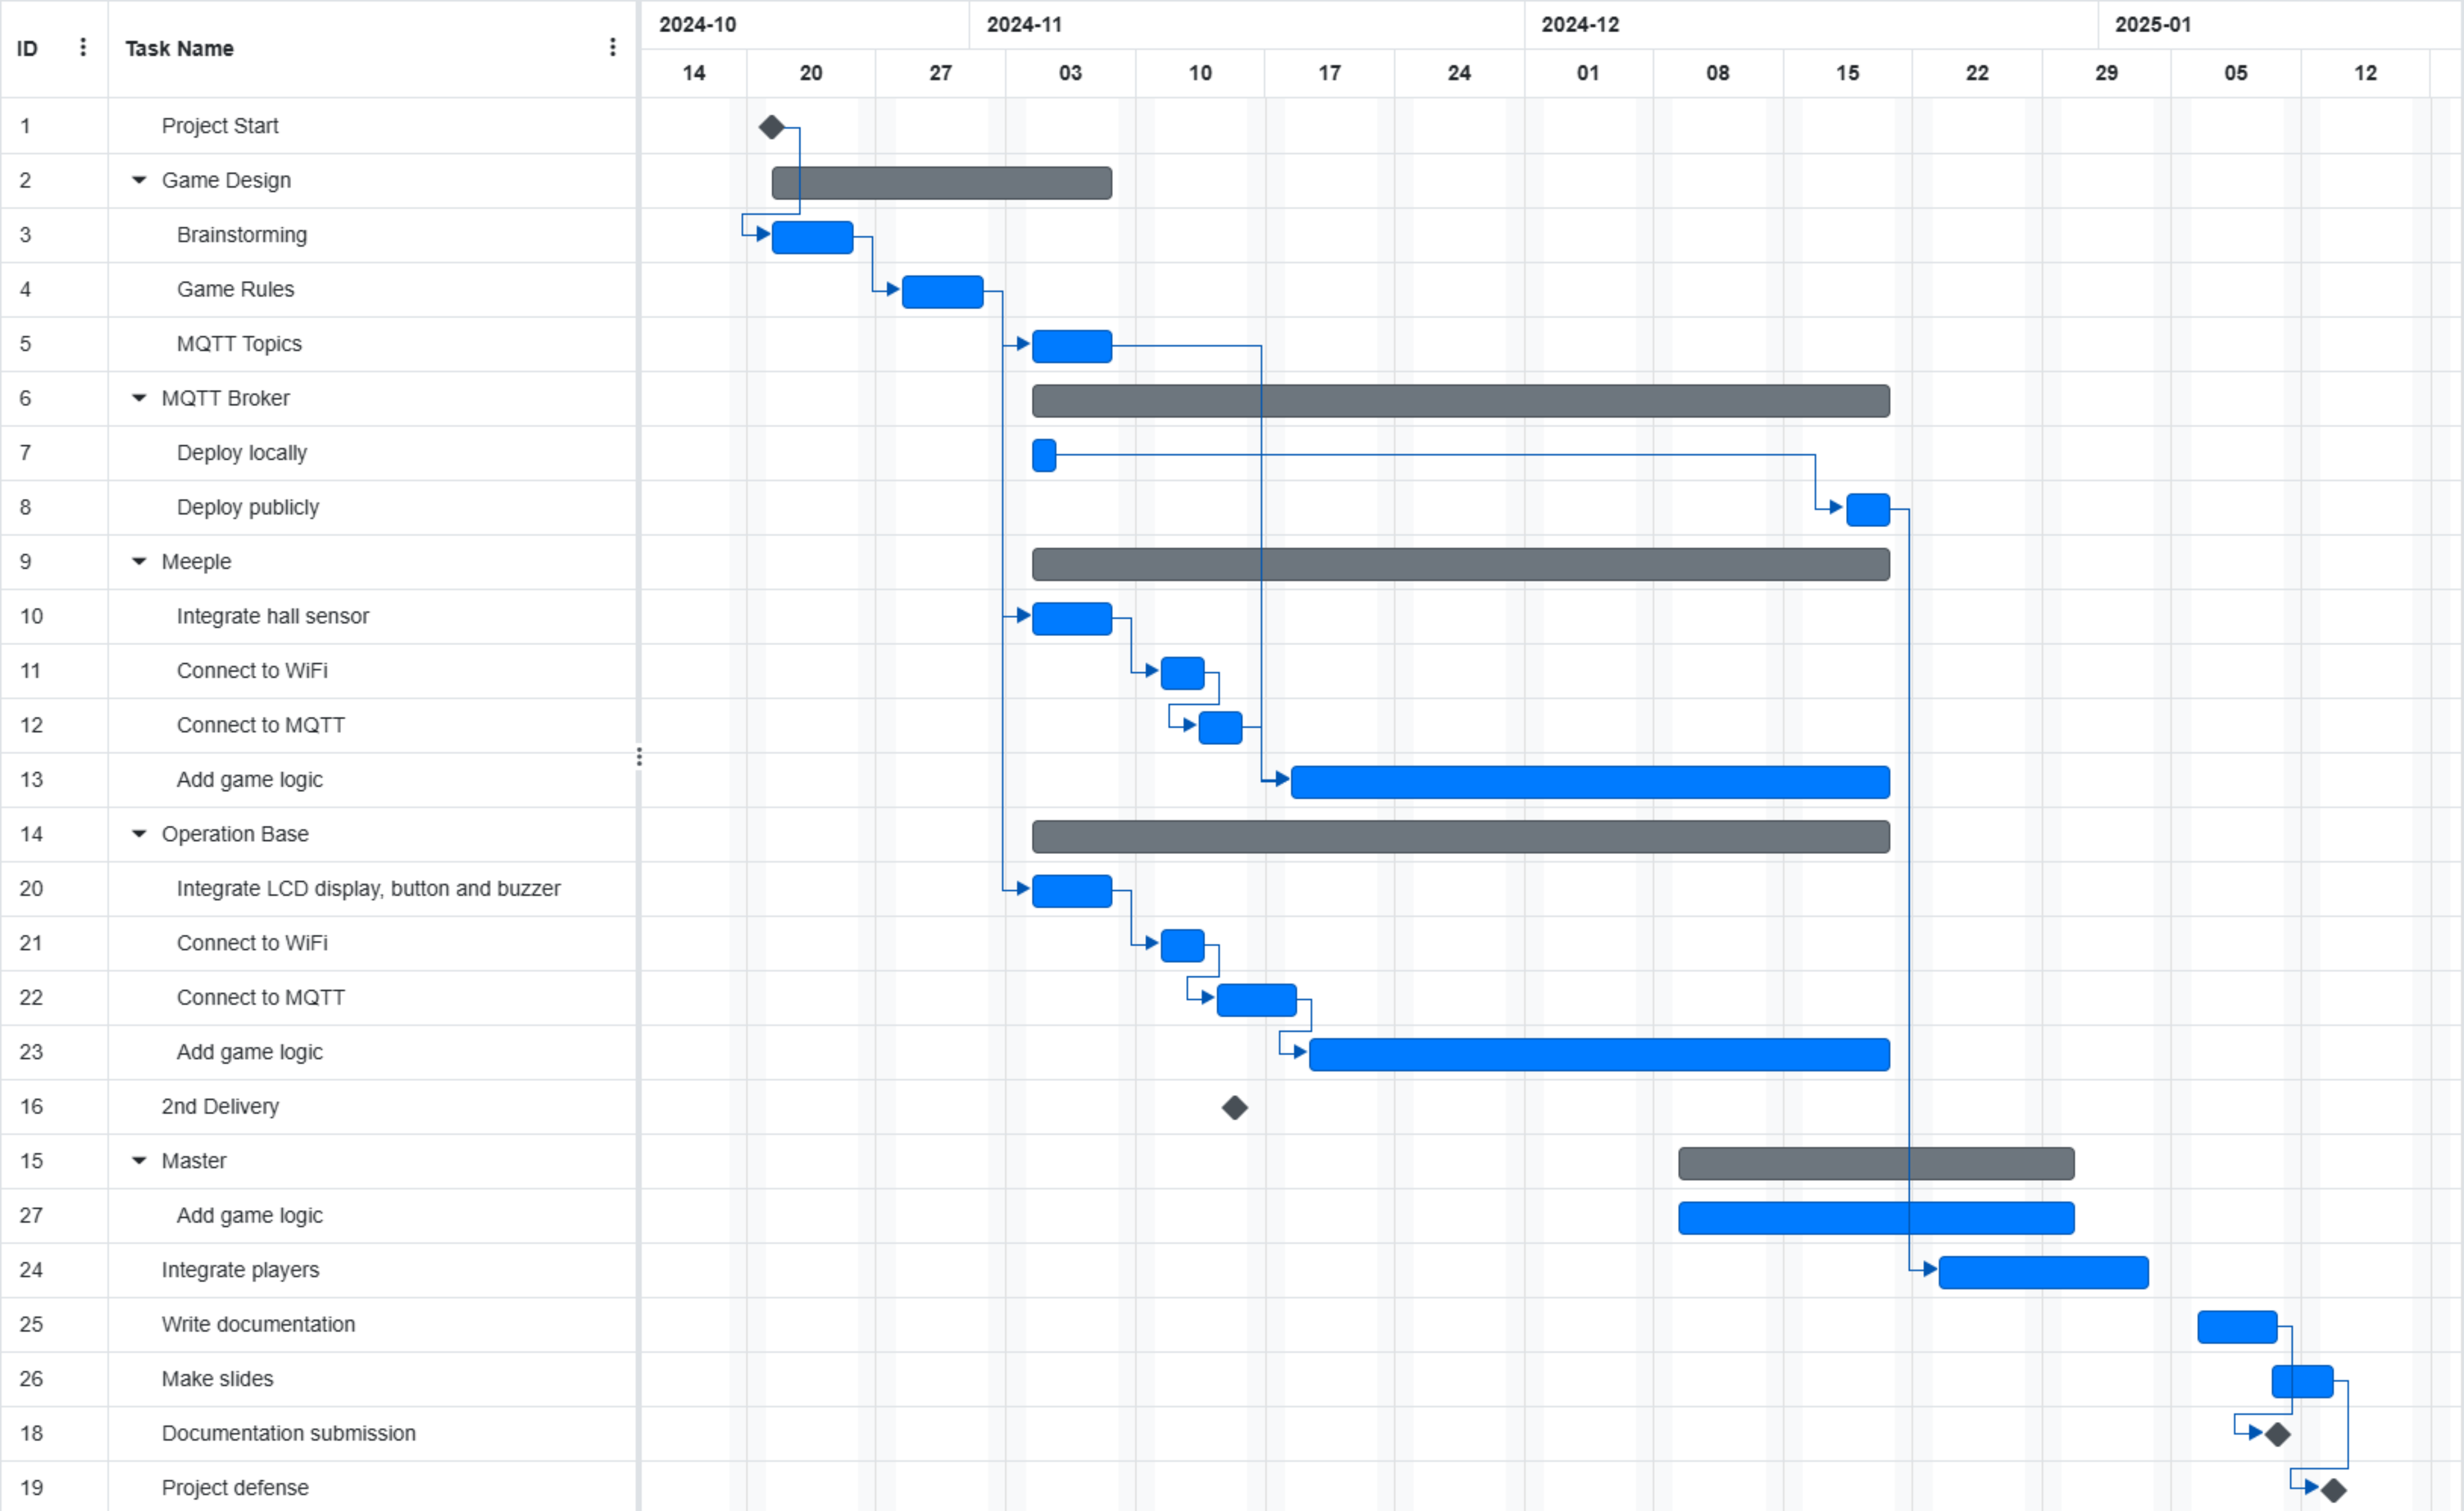 ID Task Name 2024-10 2024-11 2024-12 2025-01
14 20 27 03 10 17 24 01 08 15 22 29 05 12
1 Project Start
2 Game Design
3 Brainstorming
4 Game Rules
5 MQTT Topics
6 MQTT Broker
7 Deploy locally
8 Deploy publicly
9 Meeple
10 Integrate hall sensor
11 Connect to WiFi
12 Connect to MQTT
13 Add game logic
14 Operation Base
20 Integrate LCD display, button and buzzer
21 Connect to WiFi
22 Connect to MQTT
23 Add game logic
16 2nd Delivery
15 Master
27 Add game logic
24 Integrate players
25 Write documentation
26 Make slides
18 Documentation submission
19 Project defense